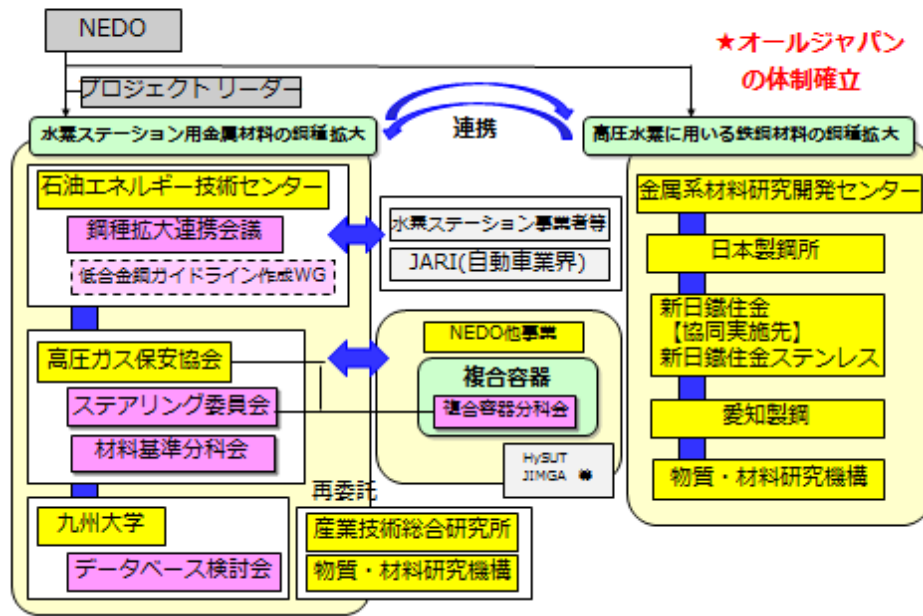 NEDO
★オールジャパン
の体制確立
プロジェクト リーダー
水素ステーション用金属材料の鋼種拡大
連携
高圧水素に用いる鉄鋼材料の鋼種拡大
石油エネルギー技術センター
鋼種拡大連携会議
低合金鋼ガイドライン作成WG
水素ステーション事業者等
JARI(自動車業界)
高圧ガス保安協会
ステアリング委員会
材料基準分科会
NEDO他事業
複合容器
複合容器分科会
HySUT
JIMGA 等
九州大学
データベース検討会
再委託
産業技術総合研究所
物質・材料研究機構
金属系材料研究開発センター
日本製鋼所
新日鐵住金
【協同実施先】
新日鐵住金ステンレス
愛知製鋼
物質・材料研究機構